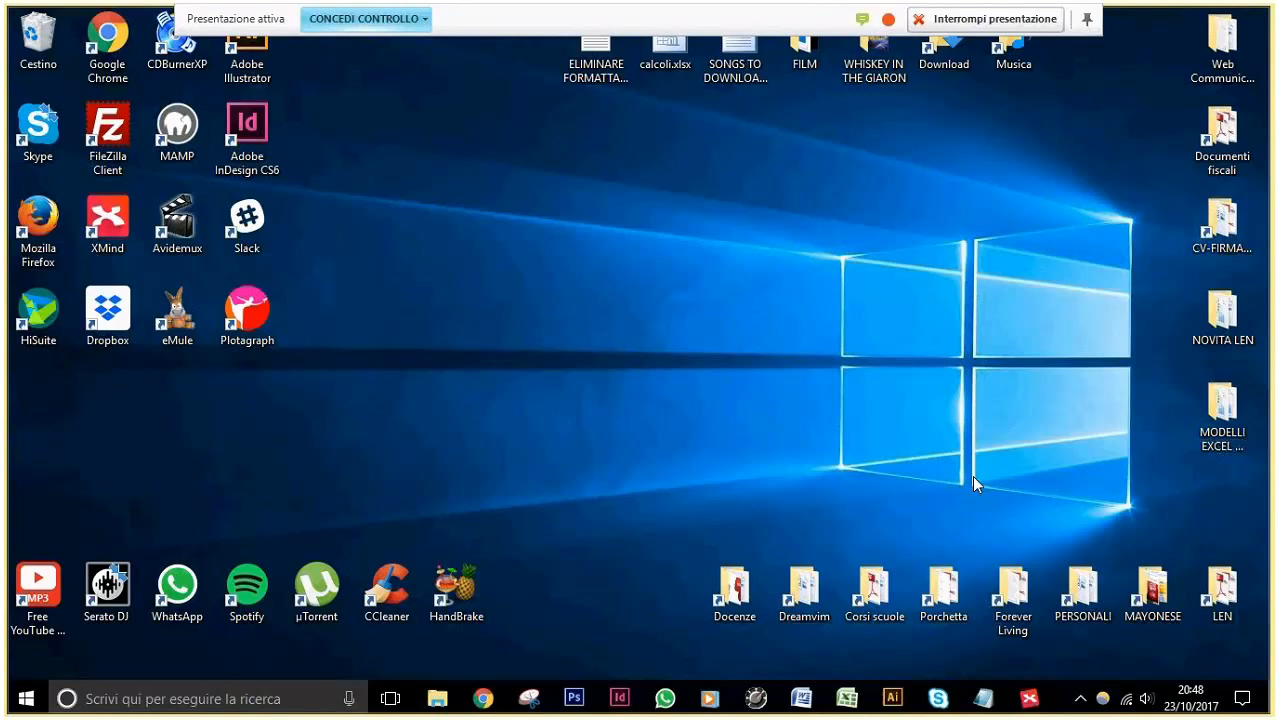 Presentazione attiva
CONCEDI CONTROLLO
Interrompi presentazione
Cestino
Google
Chrome
CDBurnerXP
Adobe
Illustrator
ELIMINARE
FORMATTA...
calcoli.xlsx
SONGS TO
DOWNLOA...
FILM
WHISKEY IN
THE GIARON
Download
Musica
Web
Communic...
Skype
FileZilla
Client
MAMP
Adobe
InDesign CS6
Documenti
fiscali
Mozilla
Firefox
XMind
Avidemux
Slack
CV-FIRMA...
HiSuite
Dropbox
eMule
Plotagraph
NOVITA LEN
MODELLI
EXCEL ...
MP3
Free
YouTube ...
Serato DJ
WhatsApp
Spotify
µTorrent
CCleaner
HandBrake
Docenze
Dreamvim
Corsi scuole
Porchetta
Forever
Living
PERSONALI
MAYONESE
LEN
Scrivi qui per eseguire la ricerca
Ps
Id
Ai
20:48
23/10/2017